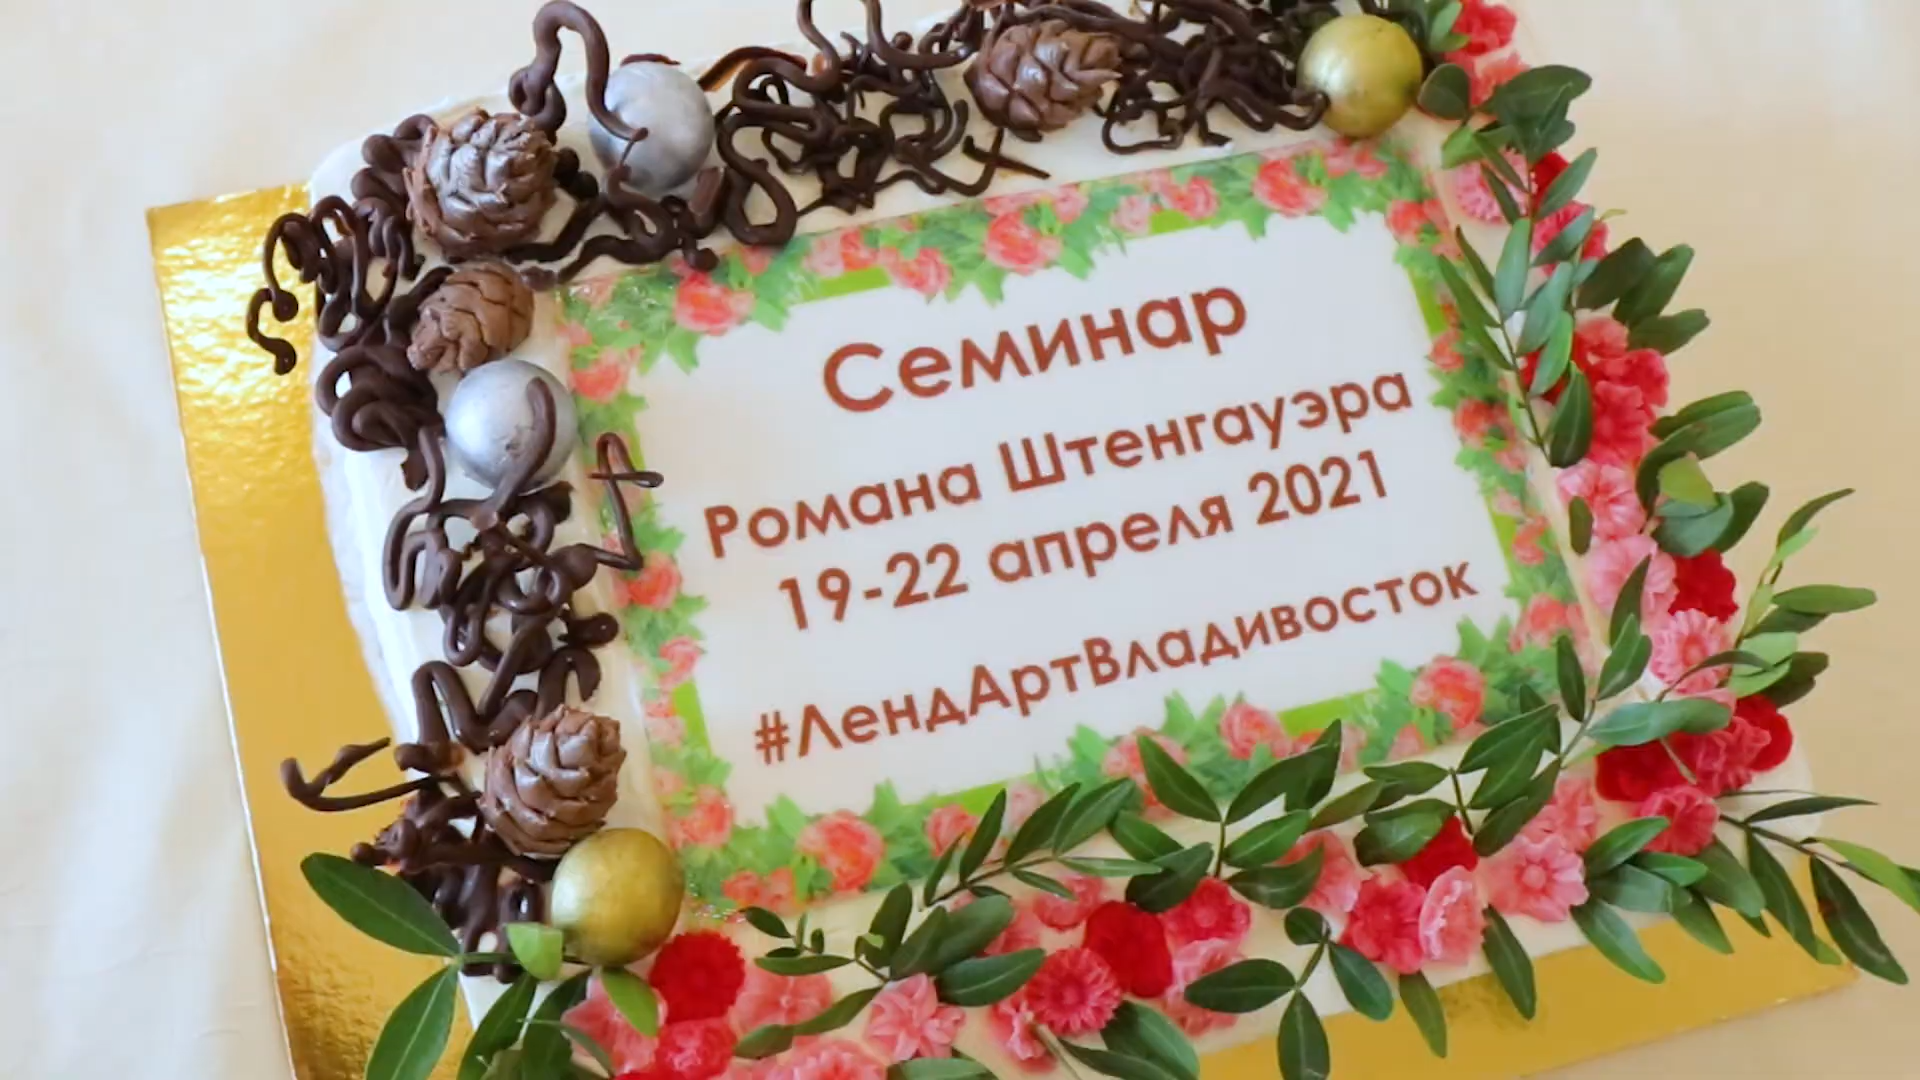 Семинар
Романа Штенгауэра
19-22 апреля 2021
#ЛендАртВладивосток